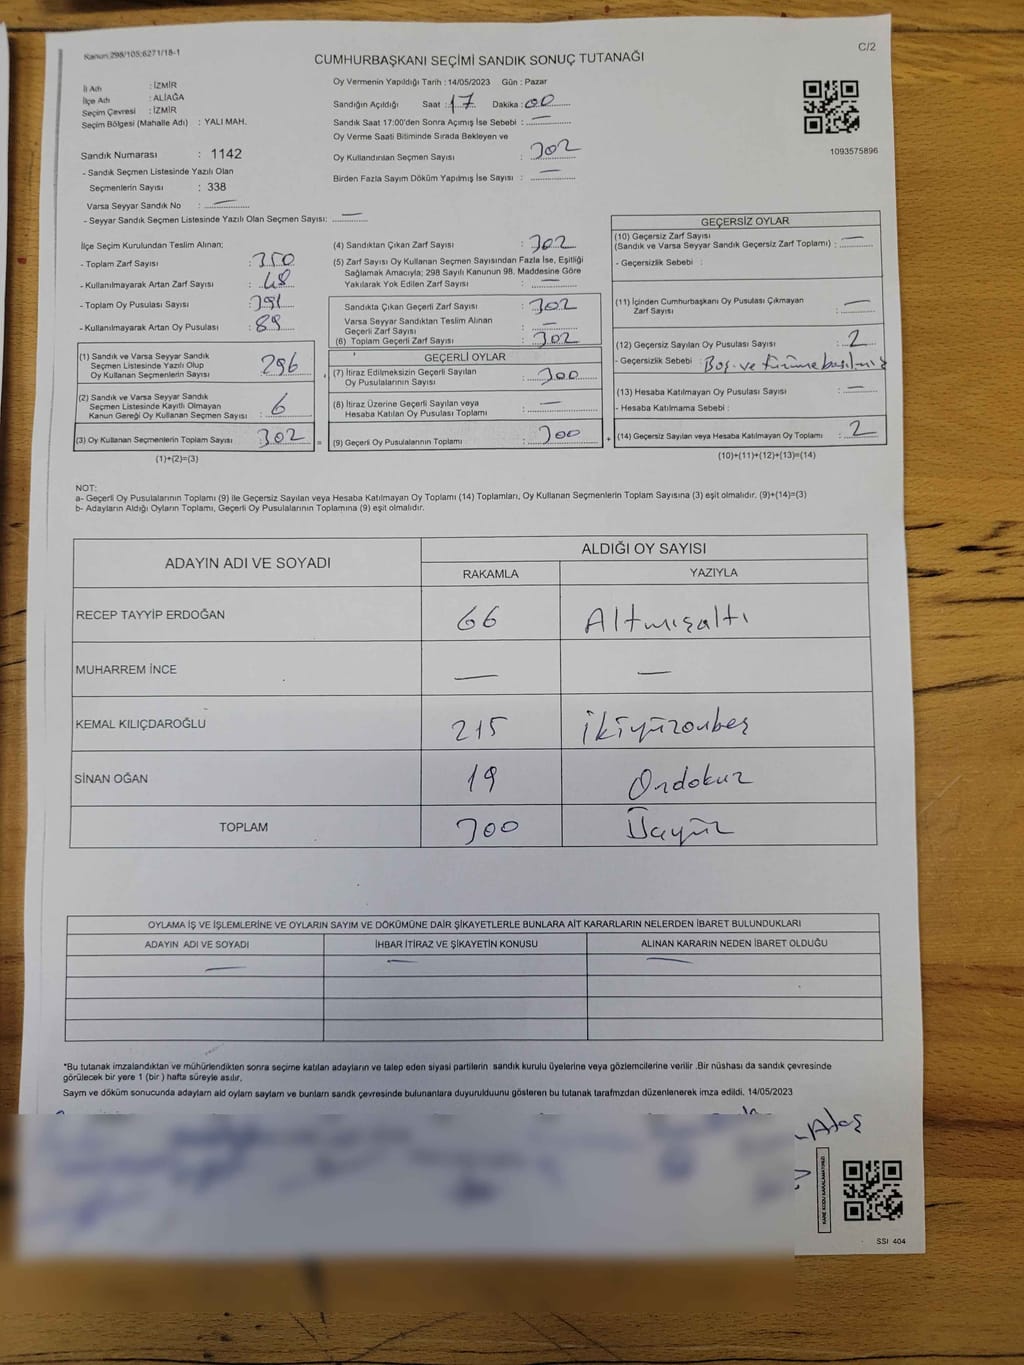 Kanun 298/105;6271/18-1
C/2
CUMHURBAŞKANI SEÇİMİ SANDIK SONUÇ TUTANAĞI
İl Adı : İZMİR
İlçe Adı : ALİAĞA
Seçim Çevresi : İZMİR
Seçim Bölgesi (Mahalle Adı) : YALI MAH.
Sandık Numarası : 1142
- Sandık Seçmen Listesinde Yazılı Olan
Seçmenlerin Sayısı : 338
Varsa Seyyar Sandık No : —
- Seyyar Sandık Seçmen Listesinde Yazılı Olan Seçmen Sayısı: —
Oy Vermenin Yapıldığı Tarih : 14/05/2023 Gün : Pazar
Sandığın Açıldığı Saat : 17 Dakika : 00
Sandık Saat 17:00'den Sonra Açımış İse Sebebi : —
Oy Verme Saati Bitiminde Sırada Bekleyen ve
Oy Kullandırılan Seçmen Sayısı : 302
Birden Fazla Sayım Döküm Yapılmış İse Sayısı : —
1093575896
İlçe Seçim Kurulundan Teslim Alınan;
- Toplam Zarf Sayısı : 350
- Kullanılmayarak Artan Zarf Sayısı : 48
- Toplam Oy Pusulası Sayısı : 391
- Kullanılmayarak Artan Oy Pusulası : 89
(1) Sandık ve Varsa Seyyar Sandık
Seçmen Listesinde Yazılı Olup
Oy Kullanan Seçmenlerin Sayısı : 296
(2) Sandık ve Varsa Seyyar Sandık
Seçmen Listesinde Kayıtlı Olmayan
Kanun Gereği Oy Kullanan Seçmen Sayısı : 6
(3) Oy Kullanan Seçmenlerin Toplam Sayısı : 302 =
(1)+(2)=(3)
(4) Sandıktan Çıkan Zarf Sayısı : 302
(5) Zarf Sayısı Oy Kullanan Seçmen Sayısından Fazla İse, Eşitliği
Sağlamak Amacıyla; 298 Sayılı Kanunun 98. Maddesine Göre
Yakılarak Yok Edilen Zarf Sayısı : —
Sandıkta Çıkan Geçerli Zarf Sayısı : 302
Varsa Seyyar Sandıktan Teslim Alınan
Geçerli Zarf Sayısı : —
(6) Toplam Geçerli Zarf Sayısı : 302
GEÇERLİ OYLAR
(7) İtiraz Edilmeksizin Geçerli Sayılan
Oy Pusulalarının Sayısı : 300
(8) İtiraz Üzerine Geçerli Sayılan veya
Hesaba Katılan Oy Pusulası Toplamı : —
(9) Geçerli Oy Pusulalarının Toplamı : 300 +
GEÇERSİZ OYLAR
(10) Geçersiz Zarf Sayısı
(Sandık ve Varsa Seyyar Sandık Geçersiz Zarf Toplamı) : —
- Geçersizlik Sebebi :
(11) İçinden Cumhurbaşkanı Oy Pusulası Çıkmayan
Zarf Sayısı : —
(12) Geçersiz Sayılan Oy Pusulası Sayısı : 2
- Geçersizlik Sebebi : Boş ve tümüne basılmış
(13) Hesaba Katılmayan Oy Pusulası Sayısı : —
- Hesaba Katılmama Sebebi :
(14) Geçersiz Sayılan veya Hesaba Katılmayan Oy Toplamı : 2
(10)+(11)+(12)+(13)=(14)
NOT:
a- Geçerli Oy Pusulalarının Toplamı (9) ile Geçersiz Sayılan veya Hesaba Katılmayan Oy Toplamı (14) Toplamları, Oy Kullanan Seçmenlerin Toplam Sayısına (3) eşit olmalıdır. (9)+(14)=(3)
b- Adayların Aldığı Oyların Toplamı, Geçerli Oy Pusulalarının Toplamına (9) eşit olmalıdır.
ADAYIN ADI VE SOYADI
ALDIĞI OY SAYISI
RAKAMLA YAZIYLA
RECEP TAYYİP ERDOĞAN 66 Altmışaltı
MUHARREM İNCE — —
KEMAL KILIÇDAROĞLU 215 İkiyüzonbeş
SİNAN OĞAN 19 Ondokuz
TOPLAM 300 Üçyüz
OYLAMA İŞ VE İŞLEMLERİNE VE OYLARIN SAYIM VE DÖKÜMÜNE DAİR ŞİKAYETLERLE BUNLARA AİT KARARLARIN NELERDEN İBARET BULUNDUKLARI
ADAYIN ADI VE SOYADI İHBAR İTİRAZ VE ŞİKAYETİN KONUSU ALINAN KARARIN NEDEN İBARET OLDUĞU
— — —
*Bu tutanak imzalandıktan ve mühürlendikten sonra seçime katılan adayların ve talep eden siyasi partilerin sandık kurulu üyelerine veya gözlemcilerine verilir .Bir nüshası da sandık çevresinde
görülecek bir yere 1 (bir ) hafta süreyle asılır.
Sayım ve döküm sonucunda adayların ald oyların sayların ve bunların sandk çevresinde bulunanlara duyurulduunu gösteren bu tutanak tarafmzdan düzenlenerek imza edildi. 14/05/2023
Ataş
KARE KODU KARALAMAYINIZ!
SSI 404